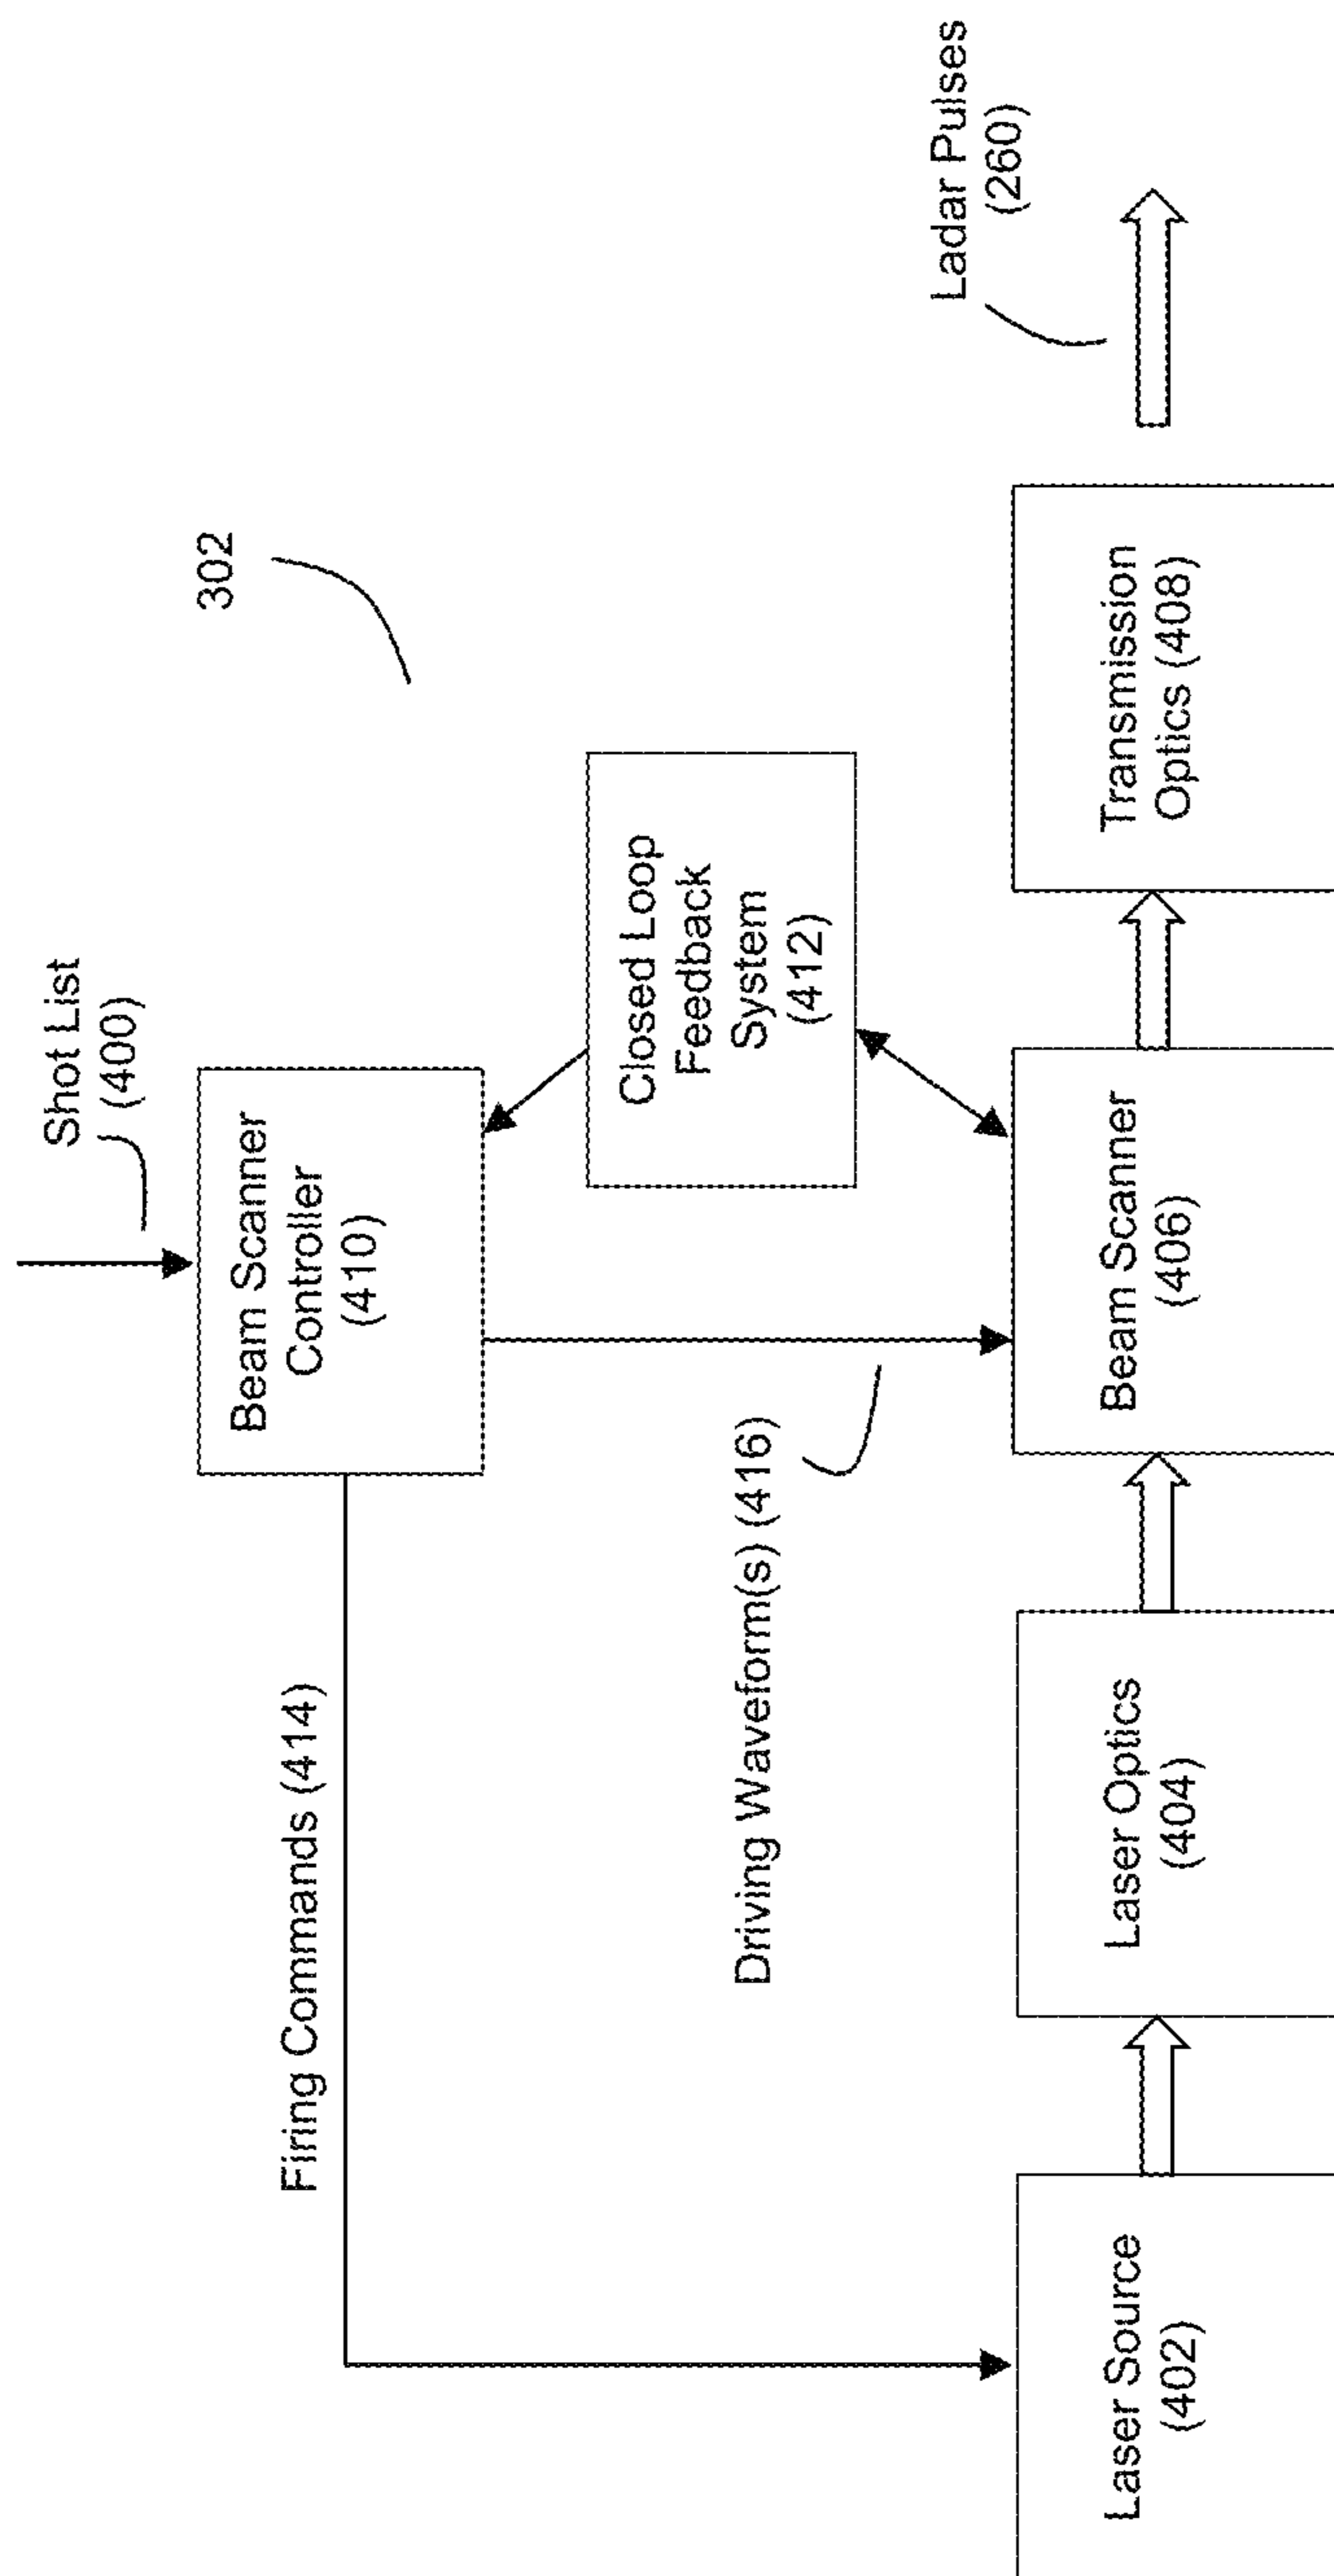 Shot List
(400)
302
Beam Scanner
Controller
(410)
Firing Commands (414)
Closed Loop
Feedback
System
(412)
Driving Waveform(s) (416)
Ladar Pulses
(260)
Laser Source
(402)
Laser Optics
(404)
Beam Scanner
(406)
Transmission
Optics (408)